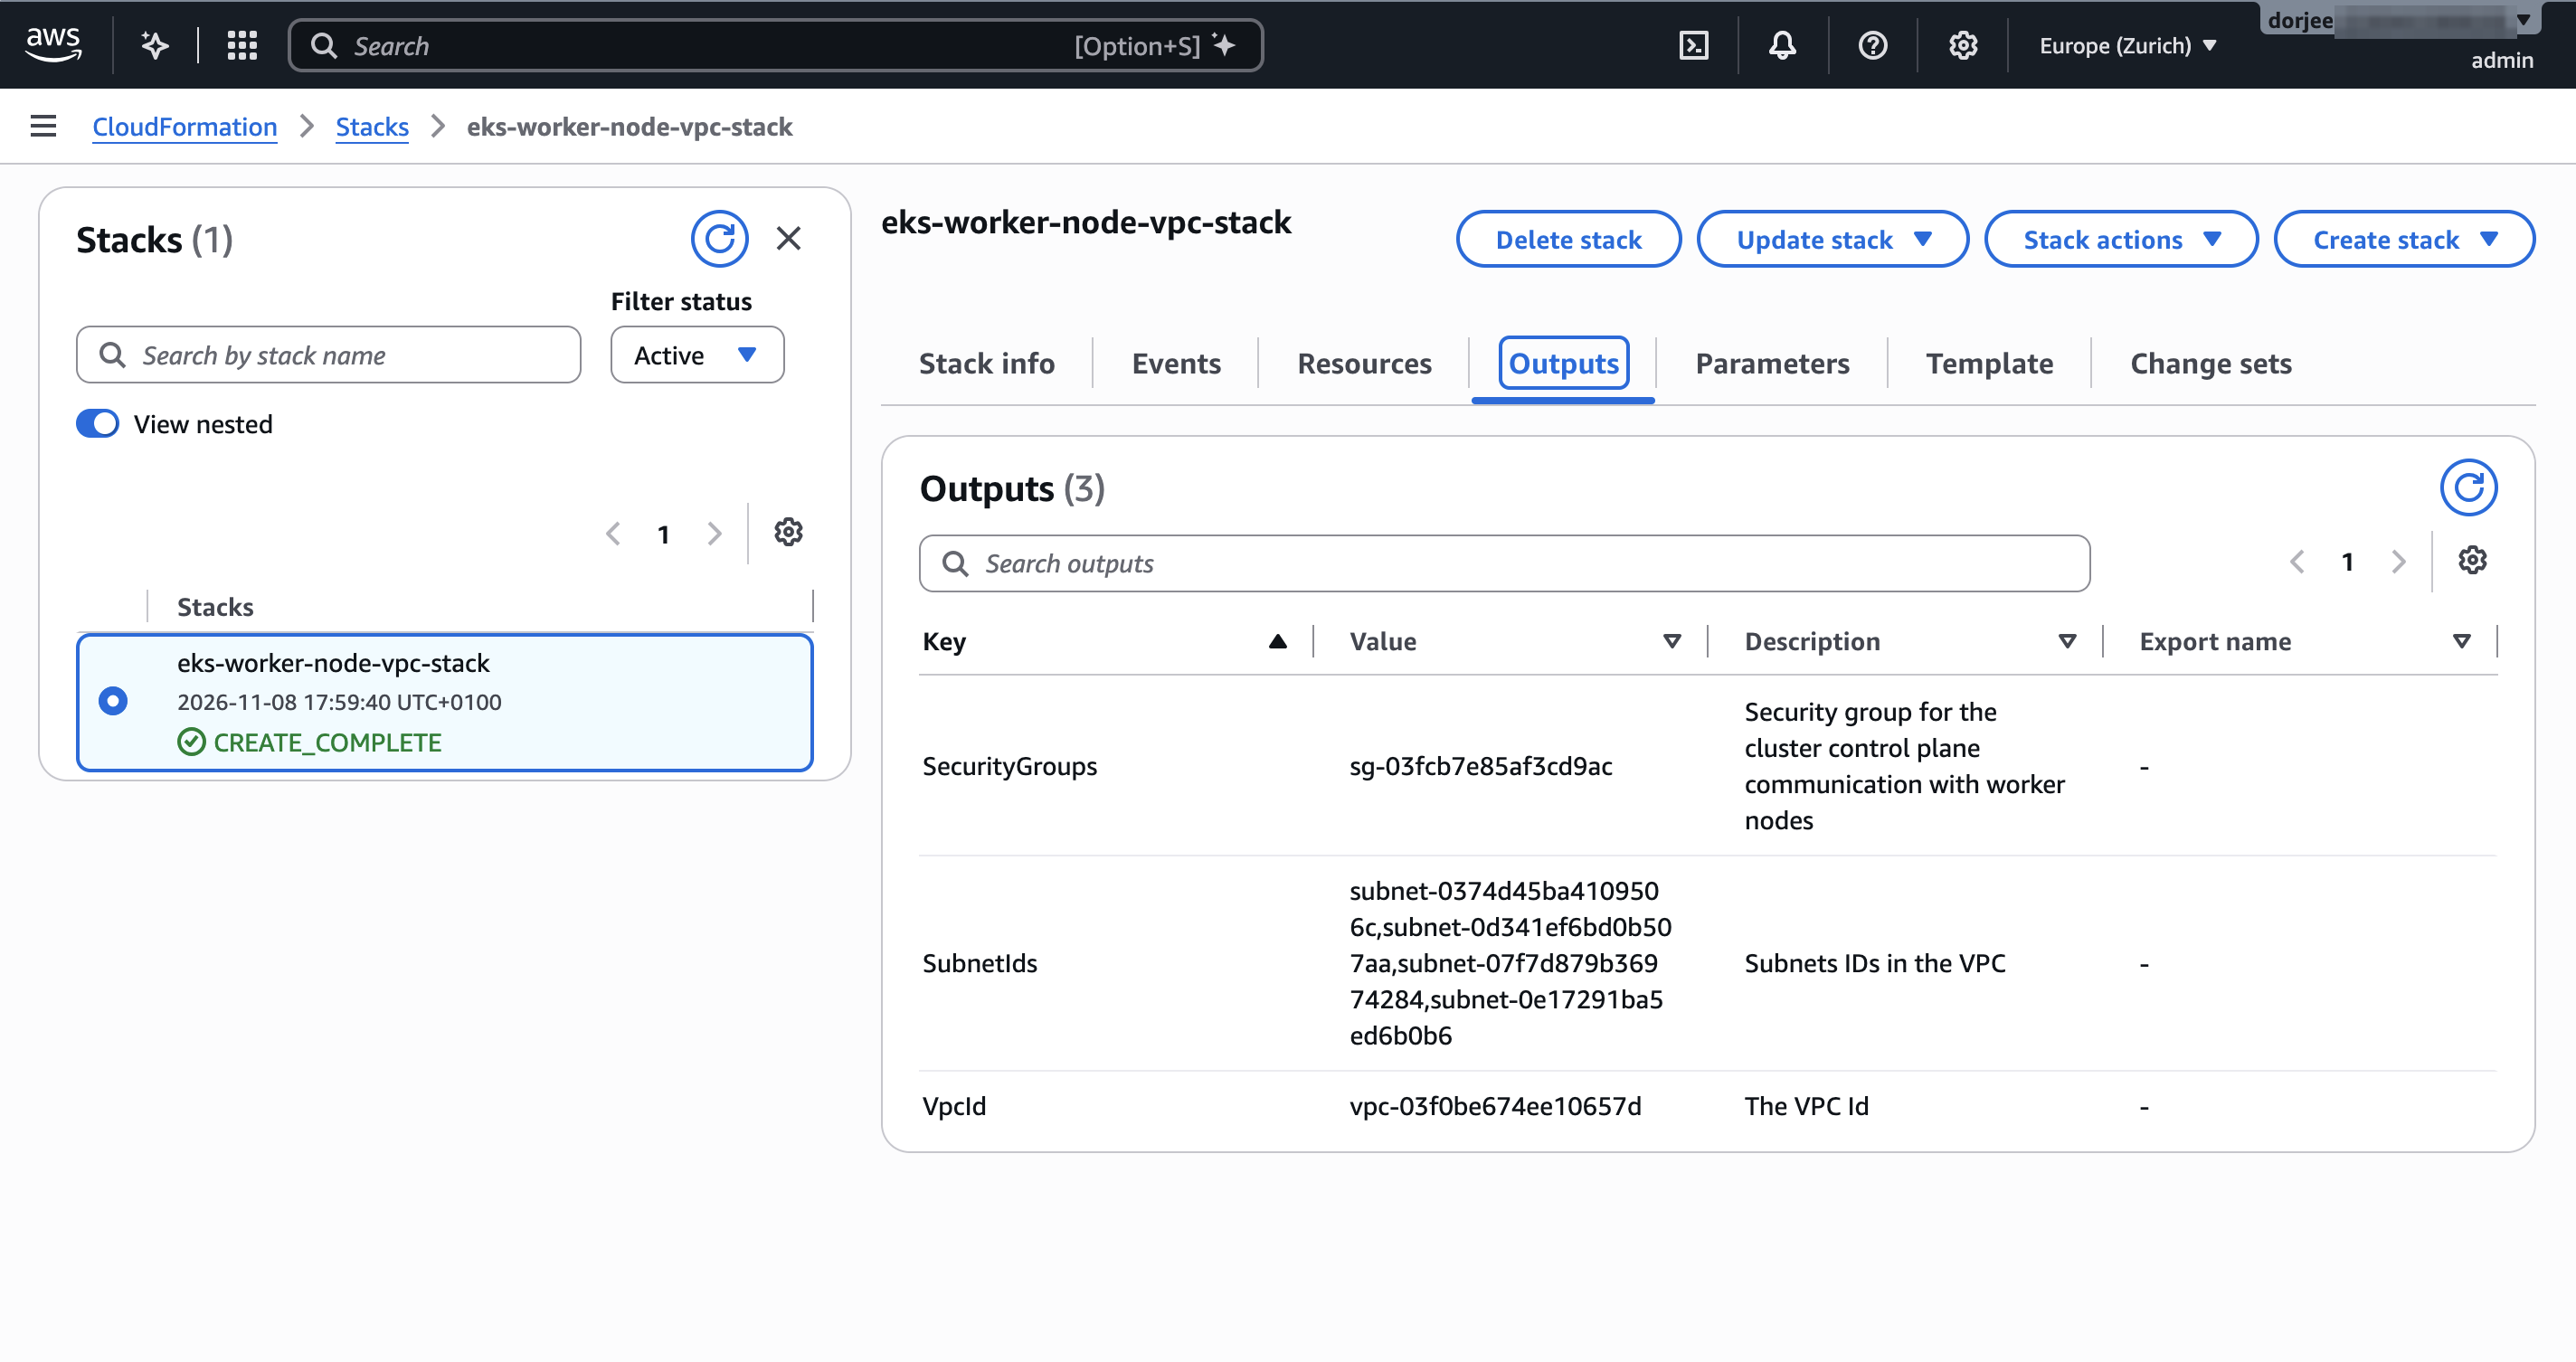 aws
Search
[Option+S]
Europe (Zurich)
dorjee
admin
CloudFormation
Stacks
eks-worker-node-vpc-stack
Stacks (1)
Filter status
Search by stack name
Active
View nested
1
Stacks
eks-worker-node-vpc-stack
2026-11-08 17:59:40 UTC+0100
CREATE_COMPLETE
eks-worker-node-vpc-stack
Delete stack
Update stack
Stack actions
Create stack
Stack info
Events
Resources
Outputs
Parameters
Template
Change sets
Outputs (3)
Search outputs
1
Key
Value
Description
Export name
SecurityGroups
sg-03fcb7e85af3cd9ac
Security group for the
cluster control plane
communication with worker
nodes
-
SubnetIds
subnet-0374d45ba410950
6c,subnet-0d341ef6bd0b50
7aa,subnet-07f7d879b369
74284,subnet-0e17291ba5
ed6b0b6
Subnets IDs in the VPC
-
VpcId
vpc-03f0be674ee10657d
The VPC Id
-